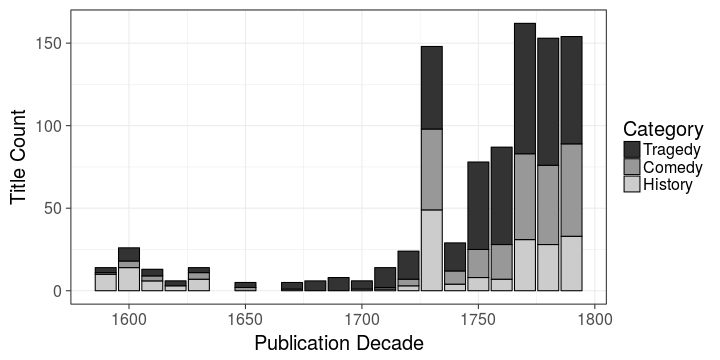 150
100
50
0
Title Count
1600
1650
1700
1750
1800
Publication Decade
Category
Tragedy
Comedy
History